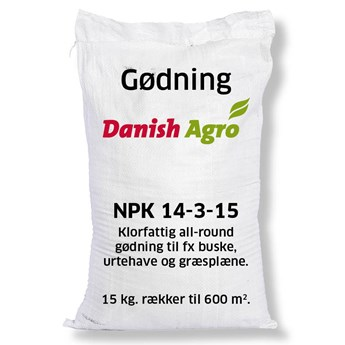 Gødning
Danish Agro
NPK 14-3-15
Klorfattig all-round
gødning til fx buske,
urtehave og græsplæne.
15 kg. rækker til 600 m².